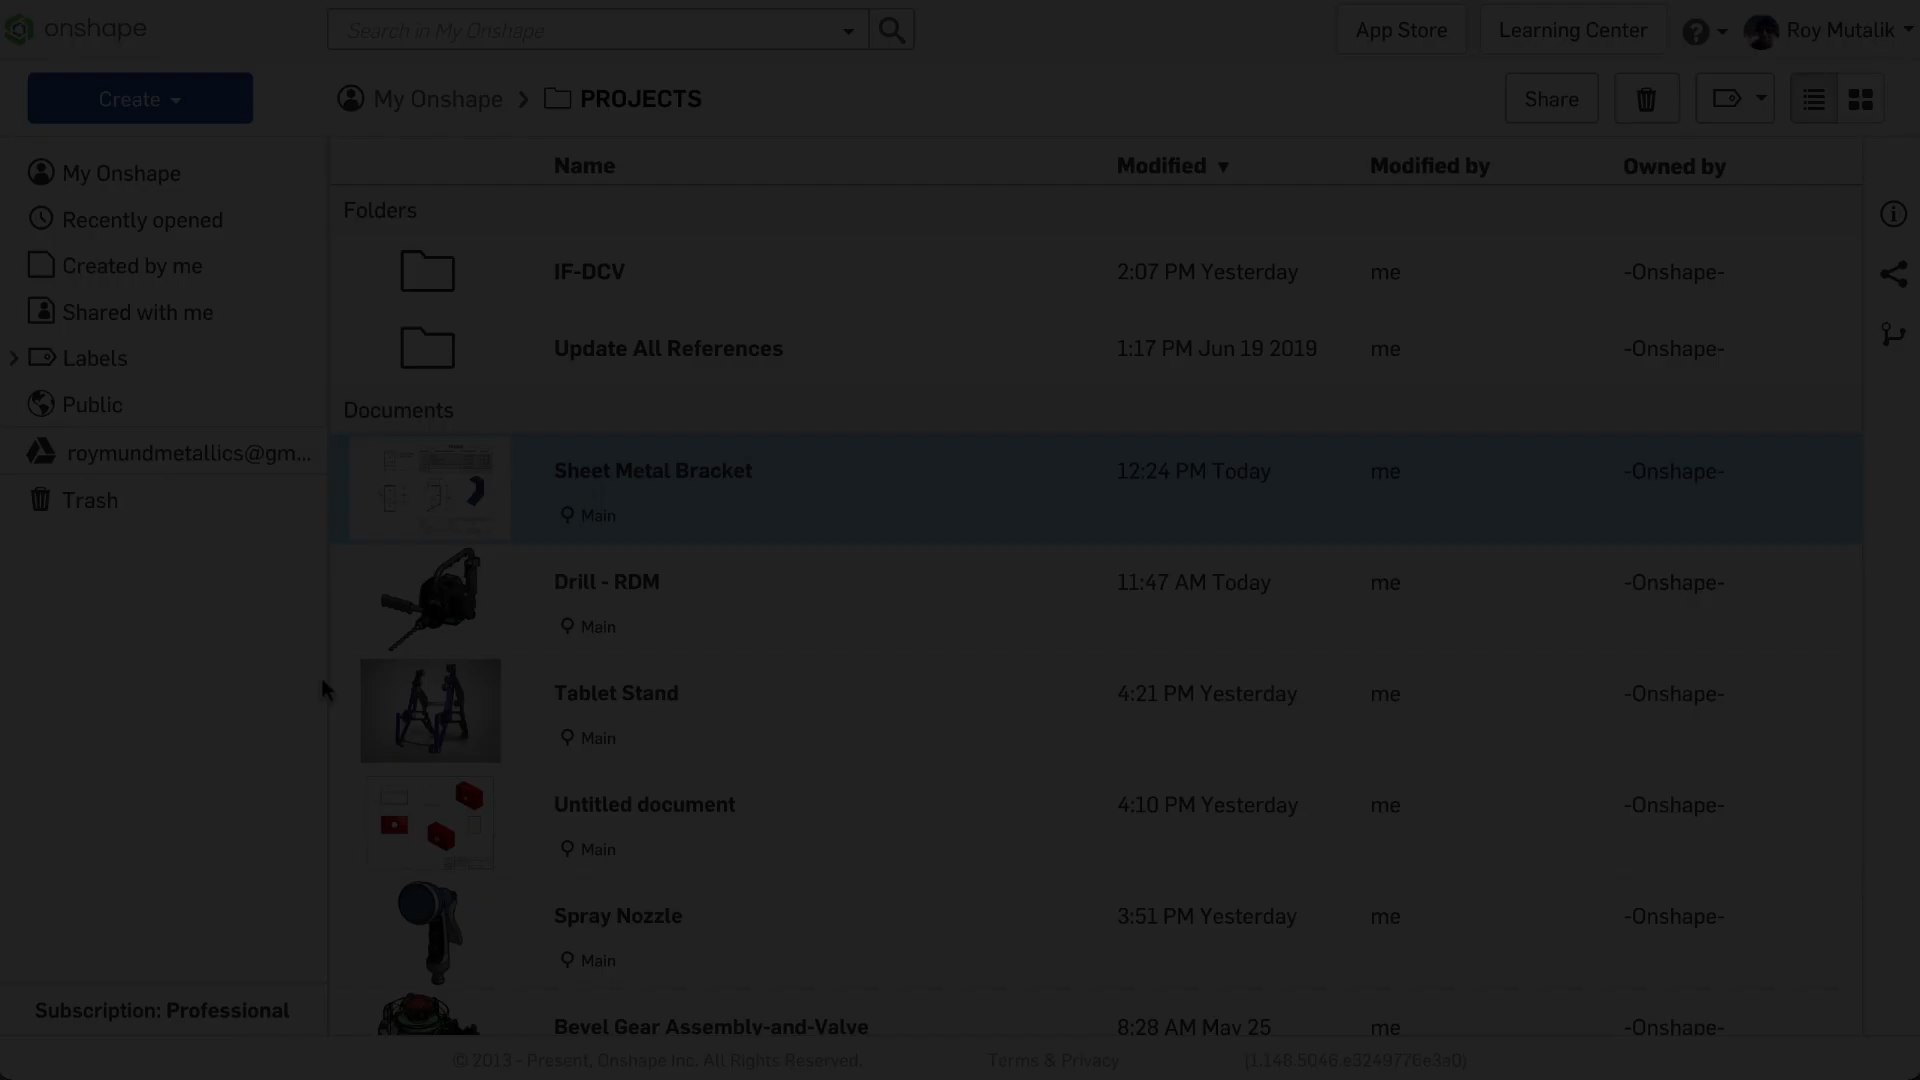 onshape
Search in My Onshape
App Store
Learning Center
Roy Mutalik
Create
My Onshape
PROJECTS
Share
My Onshape
Recently opened
Created by me
Shared with me
Labels
Public
roymundmetallics@gm...
Trash
Subscription: Professional
Name Modified ▼ Modified by Owned by
Folders
IF-DCV 2:07 PM Yesterday me -Onshape-
Update All References 1:17 PM Jun 19 2019 me -Onshape-
Documents
Sheet Metal Bracket 12:24 PM Today me -Onshape-
Main
Drill - RDM 11:47 AM Today me -Onshape-
Main
Tablet Stand 4:21 PM Yesterday me -Onshape-
Main
Untitled document 4:10 PM Yesterday me -Onshape-
Main
Spray Nozzle 3:51 PM Yesterday me -Onshape-
Main
Bevel Gear Assembly-and-Valve 8:28 AM May 25 me -Onshape-
© 2013 - Present, Onshape Inc. All Rights Reserved. Terms & Privacy (1.148.5046.e3249776e3a0)